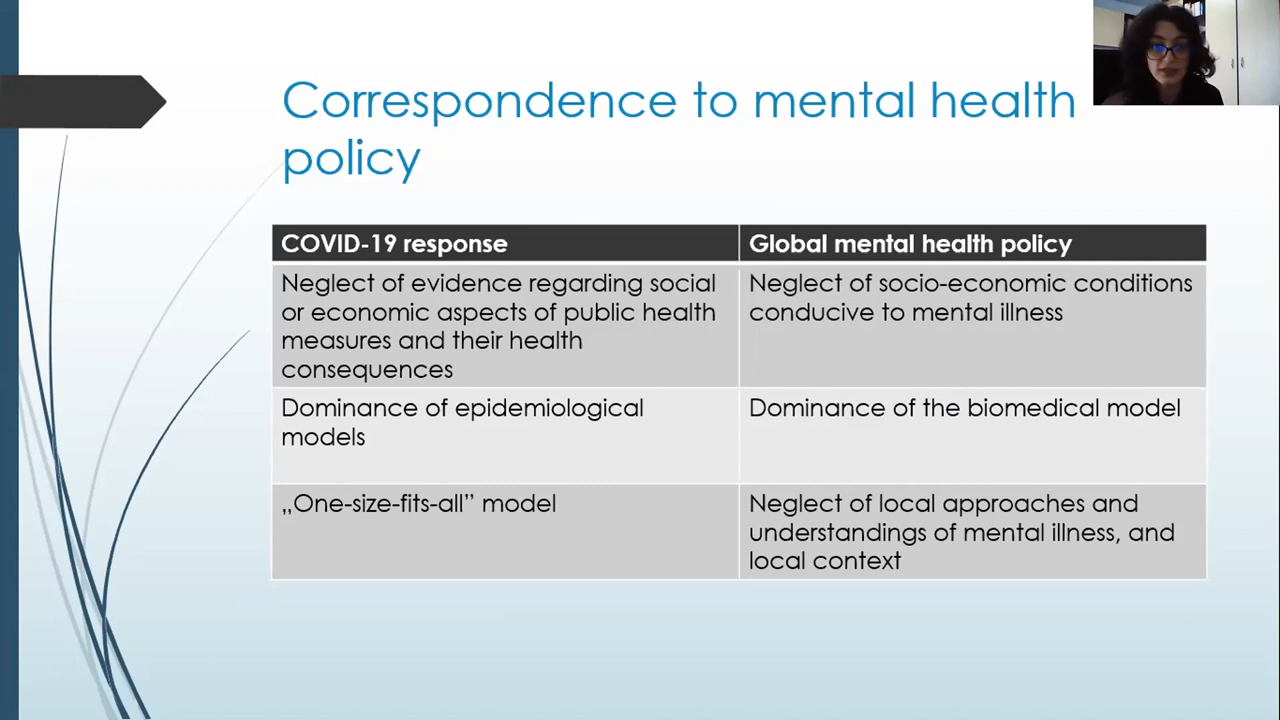 Correspondence to mental health
policy
COVID-19 response
Global mental health policy
Neglect of evidence regarding social
or economic aspects of public health
measures and their health
consequences
Neglect of socio-economic conditions
conducive to mental illness
Dominance of epidemiological
models
Dominance of the biomedical model
„One-size-fits-all” model
Neglect of local approaches and
understandings of mental illness, and
local context